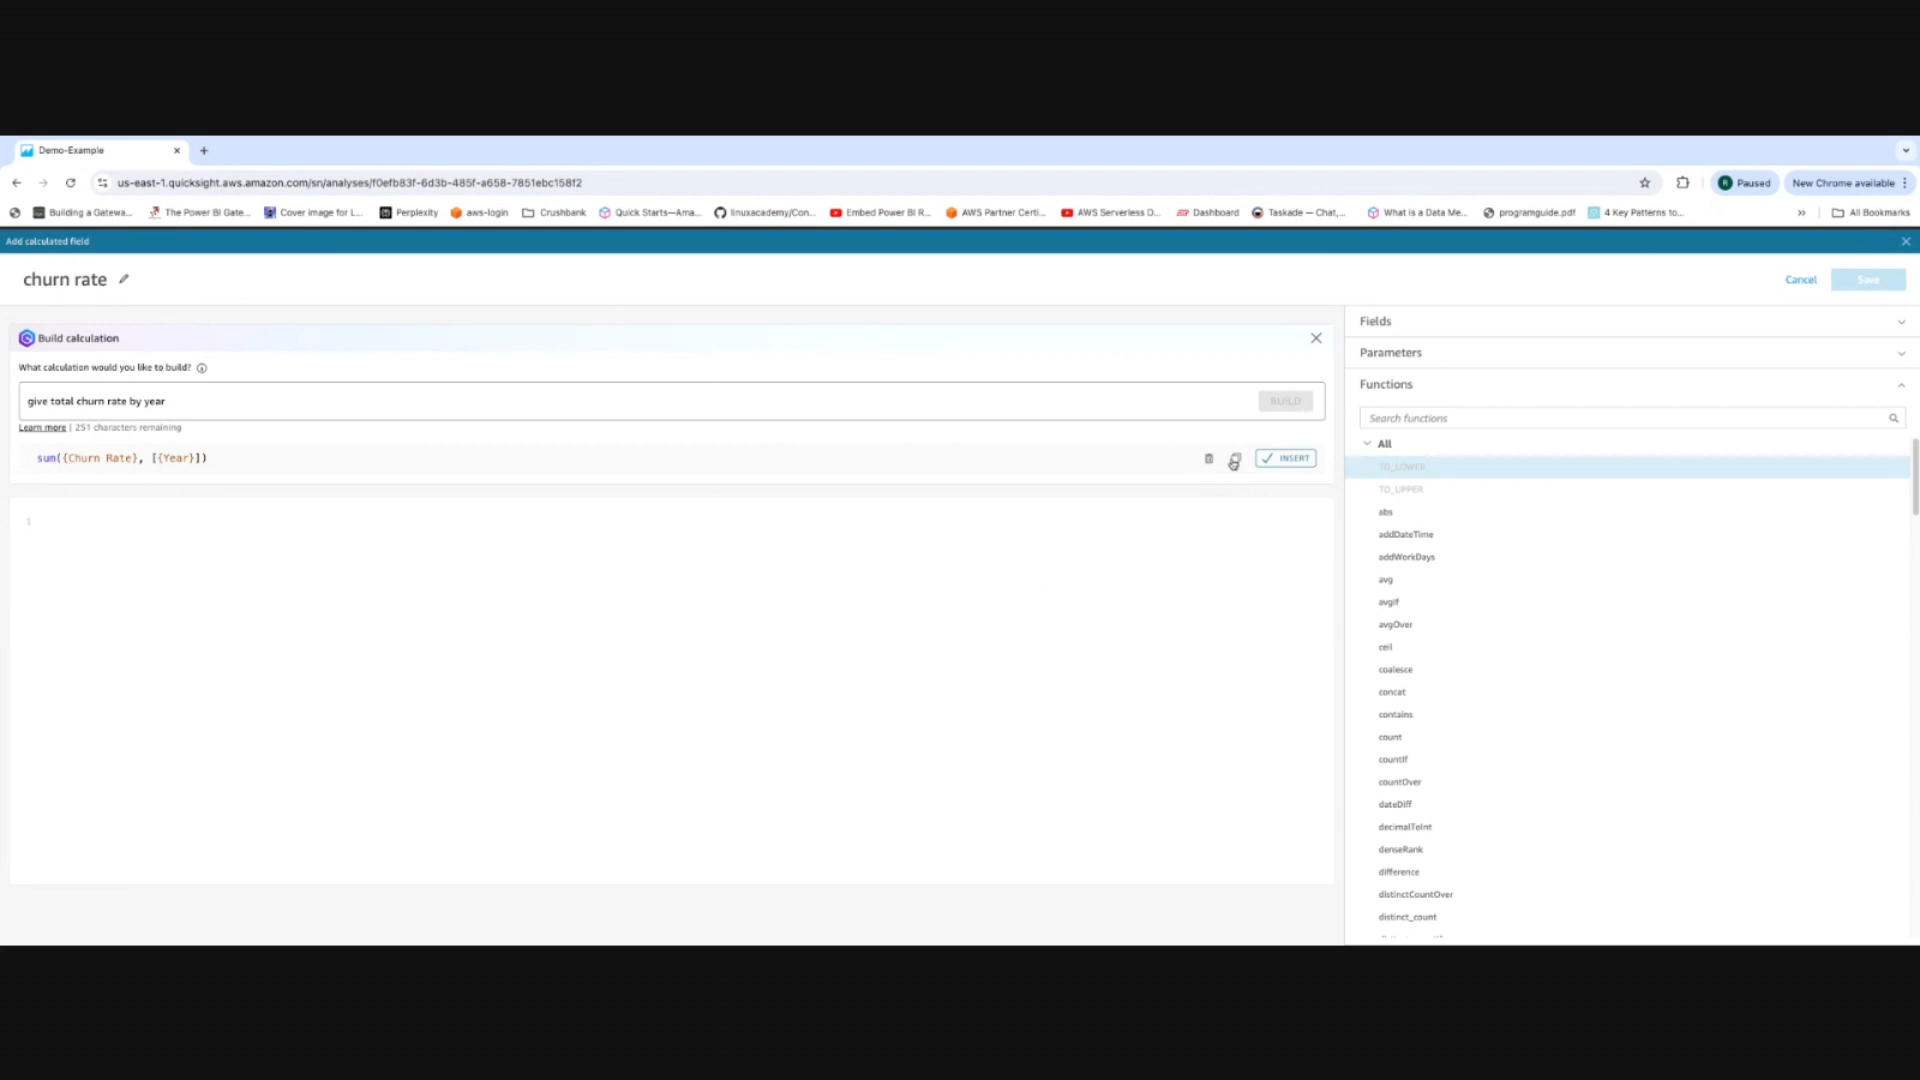 Demo-Example
us-east-1.quicksight.aws.amazon.com/sn/analyses/f0efb83f-6d3b-485f-a658-7851ebc158f2
Paused
New Chrome available
Building a Gatewa...
The Power BI Gate...
Cover image for L...
Perplexity
aws-login
Crushbank
Quick Starts—Ama...
linuxacademy/Con...
Embed Power BI R...
AWS Partner Certi...
AWS Serverless D...
Dashboard
Taskade — Chat,...
What is a Data Me...
programguide.pdf
4 Key Patterns to...
All Bookmarks
Add calculated field
churn rate
Cancel
Save
Build calculation
What calculation would you like to build?
give total churn rate by year
BUILD
Learn more | 251 characters remaining
sum({Churn Rate}, [{Year}])
INSERT
1
Fields
Parameters
Functions
Search functions
All
TO_LOWER
TO_UPPER
abs
addDateTime
addWorkDays
avg
avgIf
avgOver
ceil
coalesce
concat
contains
count
countIf
countOver
dateDiff
decimalToInt
denseRank
difference
distinctCountOver
distinct_count